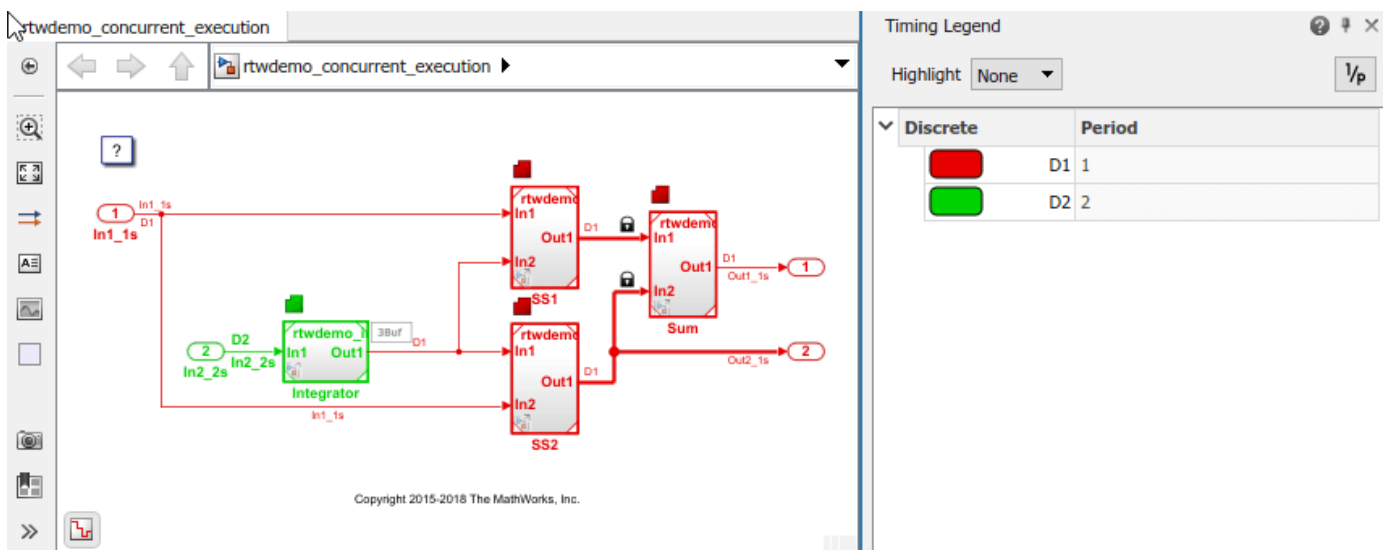 rtwdemo_concurrent_execution
rtwdemo_concurrent_execution
?
1
In1_1s
In1_1s
D1
rtwdemo
In1
Out1
In2
SS1
D1
rtwdemo
In1
Out1
In2
Sum
D1
Out1_1s
1
2
In2_2s
D2
In2_2s
rtwdemo_i
In1
Out1
Integrator
3Buf
D1
In1_1s
rtwdemo
In1
Out1
In2
SS2
D1
Out2_1s
2
Copyright 2015-2018 The MathWorks, Inc.
Timing Legend
Highlight None
1/P
Discrete Period
D1 1
D2 2